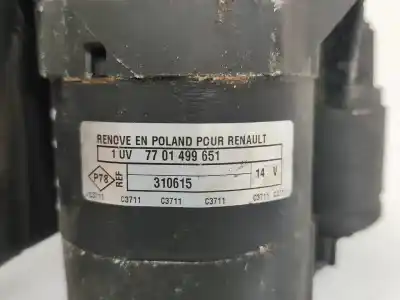 RENOVE EN POLAND POUR RENAULT
1 UV 77 01 499 651
P78 REF 310615 14 V
C3711 C3711 C3711 C3711 C3711